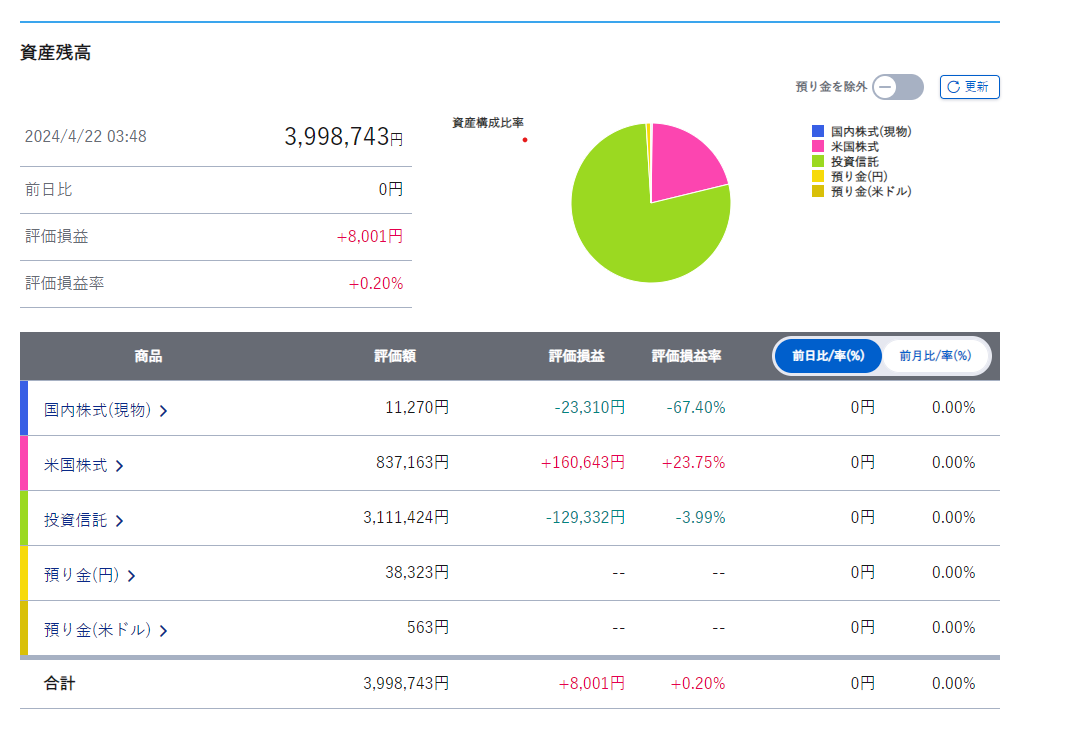 資産残高
預り金を除外 更新
2024/4/22 03:48 3,998,743円
前日比 0円
評価損益 +8,001円
評価損益率 +0.20%
資産構成比率
国内株式(現物)
米国株式
投資信託
預り金(円)
預り金(米ドル)
商品 評価額 評価損益 評価損益率 前日比/率(%) 前月比/率(%)
国内株式(現物) 11,270円 -23,310円 -67.40% 0円 0.00%
米国株式 837,163円 +160,643円 +23.75% 0円 0.00%
投資信託 3,111,424円 -129,332円 -3.99% 0円 0.00%
預り金(円) 38,323円 -- -- 0円 0.00%
預り金(米ドル) 563円 -- -- 0円 0.00%
合計 3,998,743円 +8,001円 +0.20% 0円 0.00%